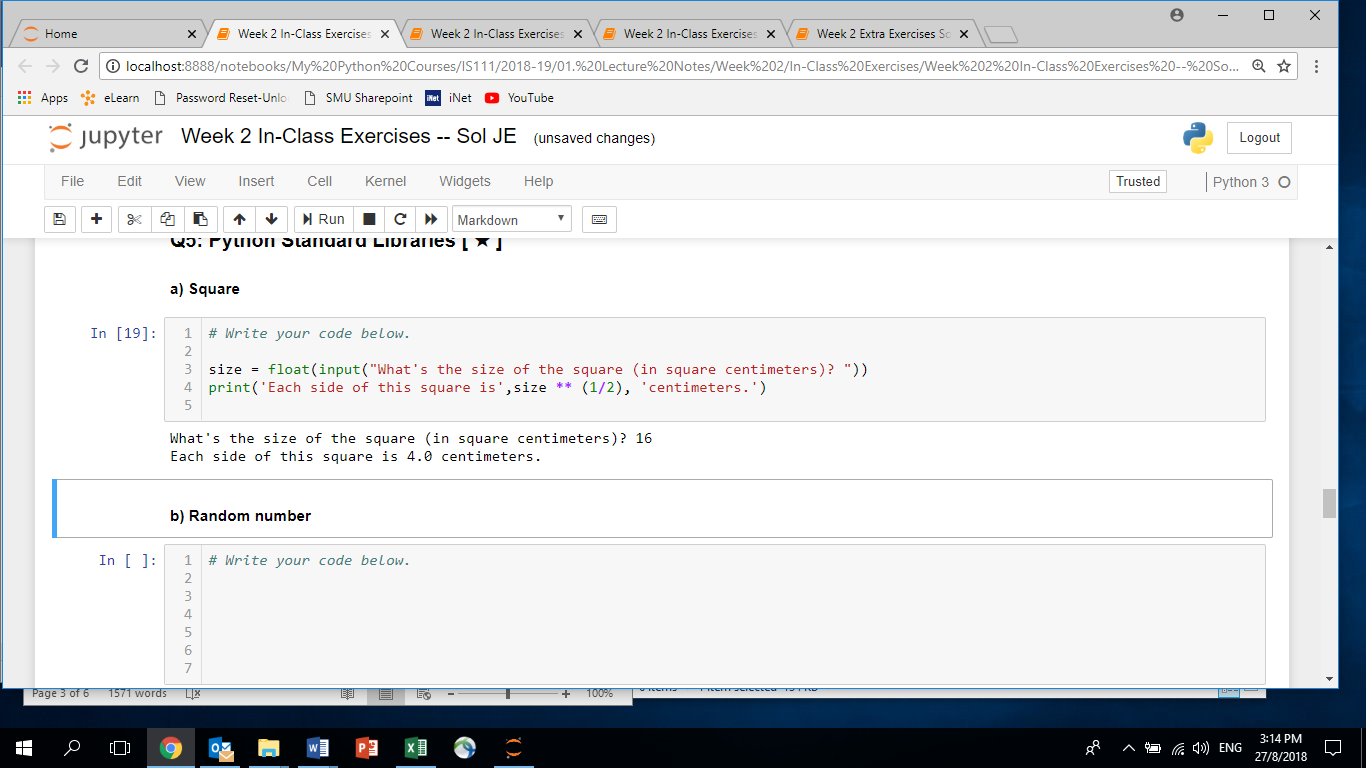 Home
Week 2 In-Class Exercises
Week 2 In-Class Exercises
Week 2 In-Class Exercises
Week 2 Extra Exercises So
localhost:8888/notebooks/My%20Python%20Courses/IS111/2018-19/01.%20Lecture%20Notes/Week%202/In-Class%20Exercises/Week%202%20In-Class%20Exercises%20--%20So...
Apps eLearn Password Reset-Unlo SMU Sharepoint iNet iNet YouTube
jupyter Week 2 In-Class Exercises -- Sol JE (unsaved changes) Logout
File Edit View Insert Cell Kernel Widgets Help Trusted Python 3
Run Markdown
Q5: Python Standard Libraries [ ★ ]
a) Square
In [19]: 1 # Write your code below.
2
3 size = float(input("What's the size of the square (in square centimeters)? "))
4 print('Each side of this square is',size ** (1/2), 'centimeters.')
5
What's the size of the square (in square centimeters)? 16
Each side of this square is 4.0 centimeters.
b) Random number
In [ ]: 1 # Write your code below.
2
3
4
5
6
7
Page 3 of 6 1571 words 100%
3:14 PM
ENG
27/8/2018